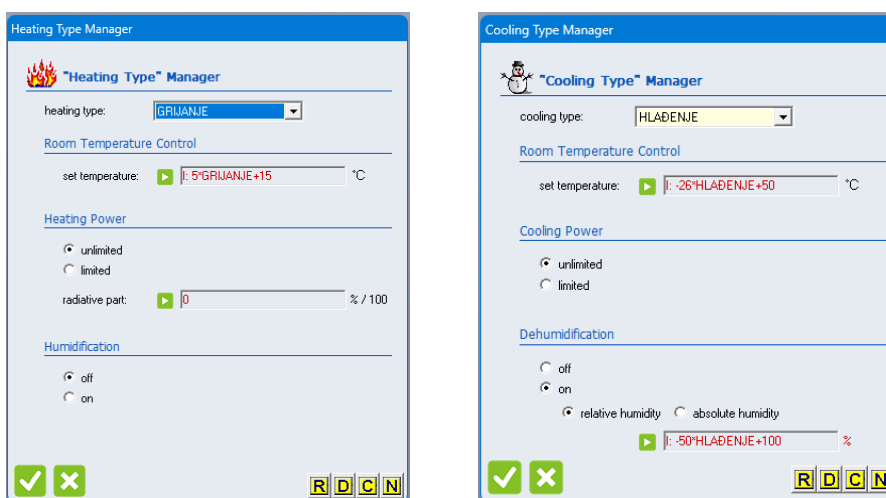 Heating Type Manager
"Heating Type" Manager
heating type: GRIJANJE
Room Temperature Control
set temperature: I: 5*GRIJANJE+15 °C
Heating Power
unlimited
limited
radiative part: 0 % / 100
Humidification
off
on
R D C N
Cooling Type Manager
"Cooling Type" Manager
cooling type: HLAĐENJE
Room Temperature Control
set temperature: I: -26*HLAĐENJE+50 °C
Cooling Power
unlimited
limited
Dehumidification
off
on
relative humidity absolute humidity
I: -50*HLAĐENJE+100 %
R D C N